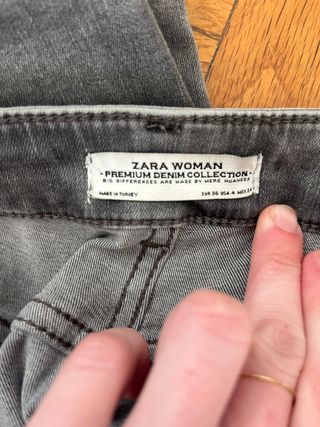 ZARA WOMAN
- PREMIUM DENIM COLLECTION -
BIG DIFFERENCES ARE MADE BY MERE NUANCES
MADE IN TURKEY EUR 36 USA 4 MEX